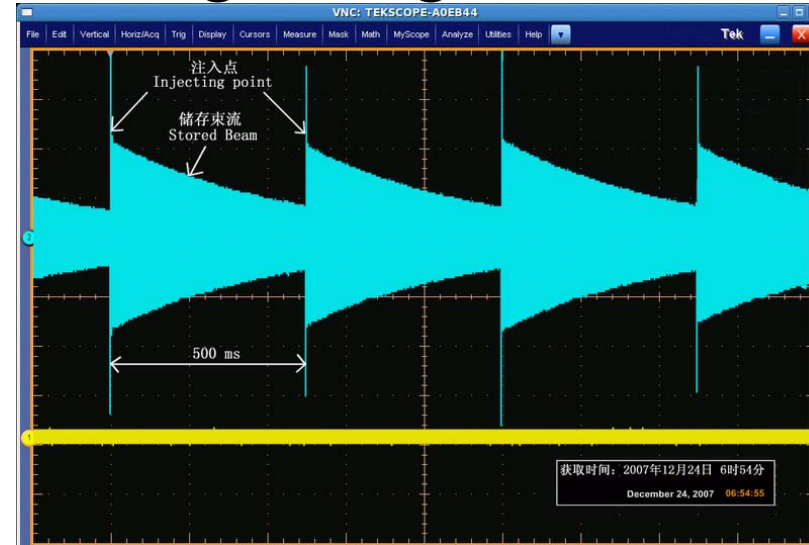 VNC: TEKSCOPE-A0EB44
File Edit Vertical Horiz/Acq Trig Display Cursors Measure Mask Math MyScope Analyze Utilities Help Tek X
注入点
Injecting point
储存束流
Stored Beam
2
500 ms
1
获取时间: 2007年12月24日 6时54分
December 24, 2007 06:54:55